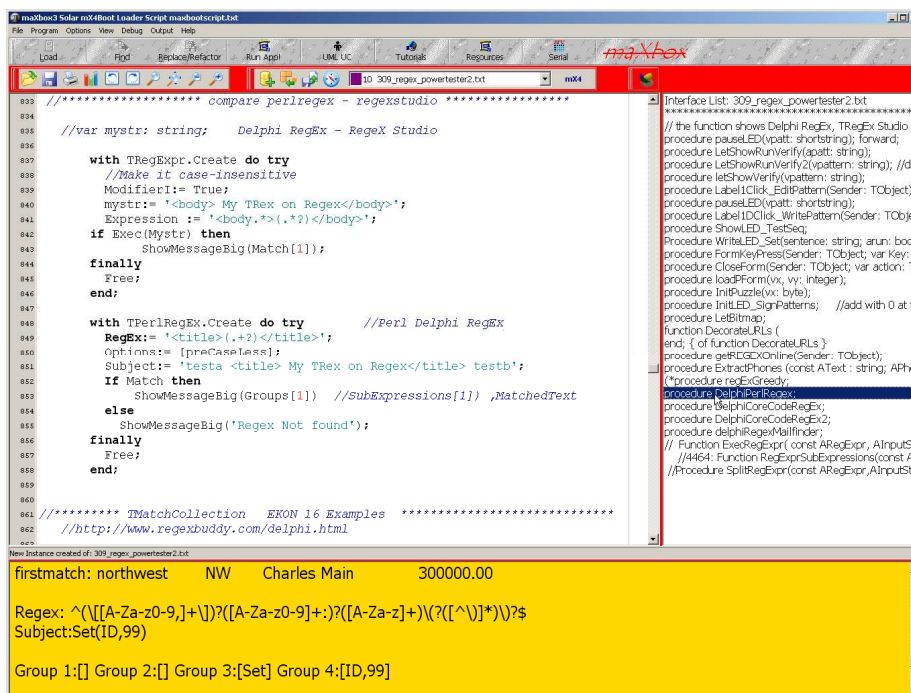 maXbox3 Solar mX4Boot Loader Script maxbootscript.txt
File Program Options View Debug Output Help
Load Find Replace/Refactor Run App! UML UC Tutorials Resources Serial maXbox
10 309_regex_powertester2.txt mX4
833 //******************* compare perlregex - regexstudio *****************
834
835 //var mystr: string; Delphi RegEx - RegeX Studio
836
837 with TRegExpr.Create do try
838 //Make it case-insensitive
839 ModifierI:= True;
840 mystr:= '<body> My TRex on Regex</body>';
841 Expression := '<body.*>(.*?)</body>';
842 if Exec(Mystr) then
843 ShowMessageBig(Match[1]);
844 finally
845 Free;
846 end;
847
848 with TPerlRegEx.Create do try //Perl Delphi RegEx
849 RegEx:= '<title>(.+?)</title>';
850 Options:= [preCaseLess];
851 Subject:= 'testa <title> My TRex on Regex</title> testb';
852 If Match then
853 ShowMessageBig(Groups[1]) //SubExpressions[1]) ,MatchedText
854 else
855 ShowMessageBig('Regex Not found');
856 finally
857 Free;
858 end;
859
860
861 //********* TMatchCollection EKON 16 Examples ****************************
862 //http://www.regexbuddy.com/delphi.html
863
Interface List: 309_regex_powertester2.txt
// the function shows Delphi RegEx, TRegEx Studio
procedure pauseLED(vpatt: shortstring); forward;
procedure LetShowRunVerify(apatt: string);
procedure LetShowRunVerify2(vpattern: string); //d
procedure letShowVerify(vpattern: string);
procedure Label1Click_EditPattern(Sender: TObject)
procedure pauseLED(vpatt: shortstring);
procedure Label1DClick_WritePattern(Sender: TObje
procedure ShowLED_TestSeq;
Procedure WriteLED_Set(sentence: string; arun: boo
procedure FormKeyPress(Sender: TObject; var Key:
procedure CloseForm(Sender: TObject; var action:
procedure loadPForm(vx, vy: integer);
procedure InitPuzzle(vx: byte);
procedure InitLED_SignPatterns; //add with 0 at
procedure LetBitmap;
function DecorateURLs (
end; { of function DecorateURLs }
procedure getREGEXOnline(Sender: TObject);
procedure ExtractPhones (const AText : string; APh
(*procedure regExGreedy;
procedure DelphiPerlRegex;
procedure DelphiCoreCodeRegEx;
procedure DelphiCoreCodeRegEx2;
procedure delphiRegexMailfinder;
// Function ExecRegExpr( const ARegExpr, AInputS
//4464: Function RegExprSubExpressions(const A
//Procedure SplitRegExpr(const ARegExpr,AInputSt
New Instance created of: 309_regex_powertester2.txt
firstmatch: northwest NW Charles Main 300000.00
Regex: ^(\[[A-Za-z0-9,]+\])?([A-Za-z0-9]+:)?([A-Za-z]+)\(?([^\)]*)\)?$
Subject:Set(ID,99)
Group 1:[] Group 2:[] Group 3:[Set] Group 4:[ID,99]